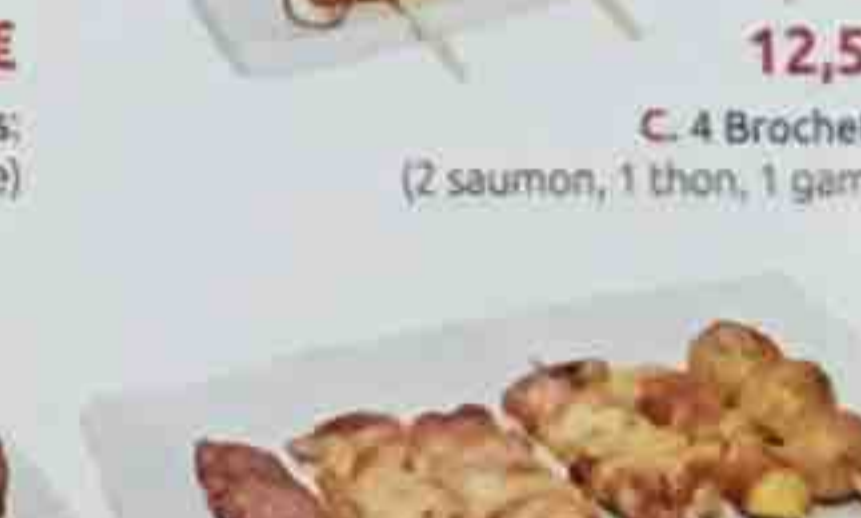 €
12,5
s:
C. 4 Broche
e)
(2 saumon, 1 thon, 1 gam